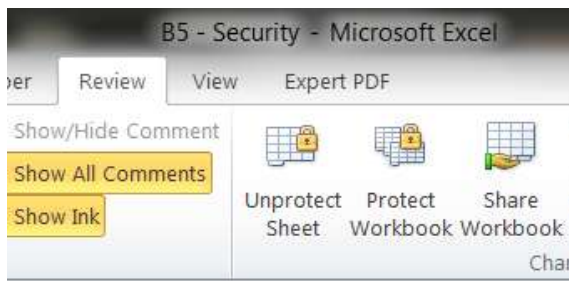 B5 - Security - Microsoft Excel
Review View Expert PDF
Show/Hide Comment
Show All Comments
Show Ink
Unprotect Sheet
Protect Workbook
Share Workbook